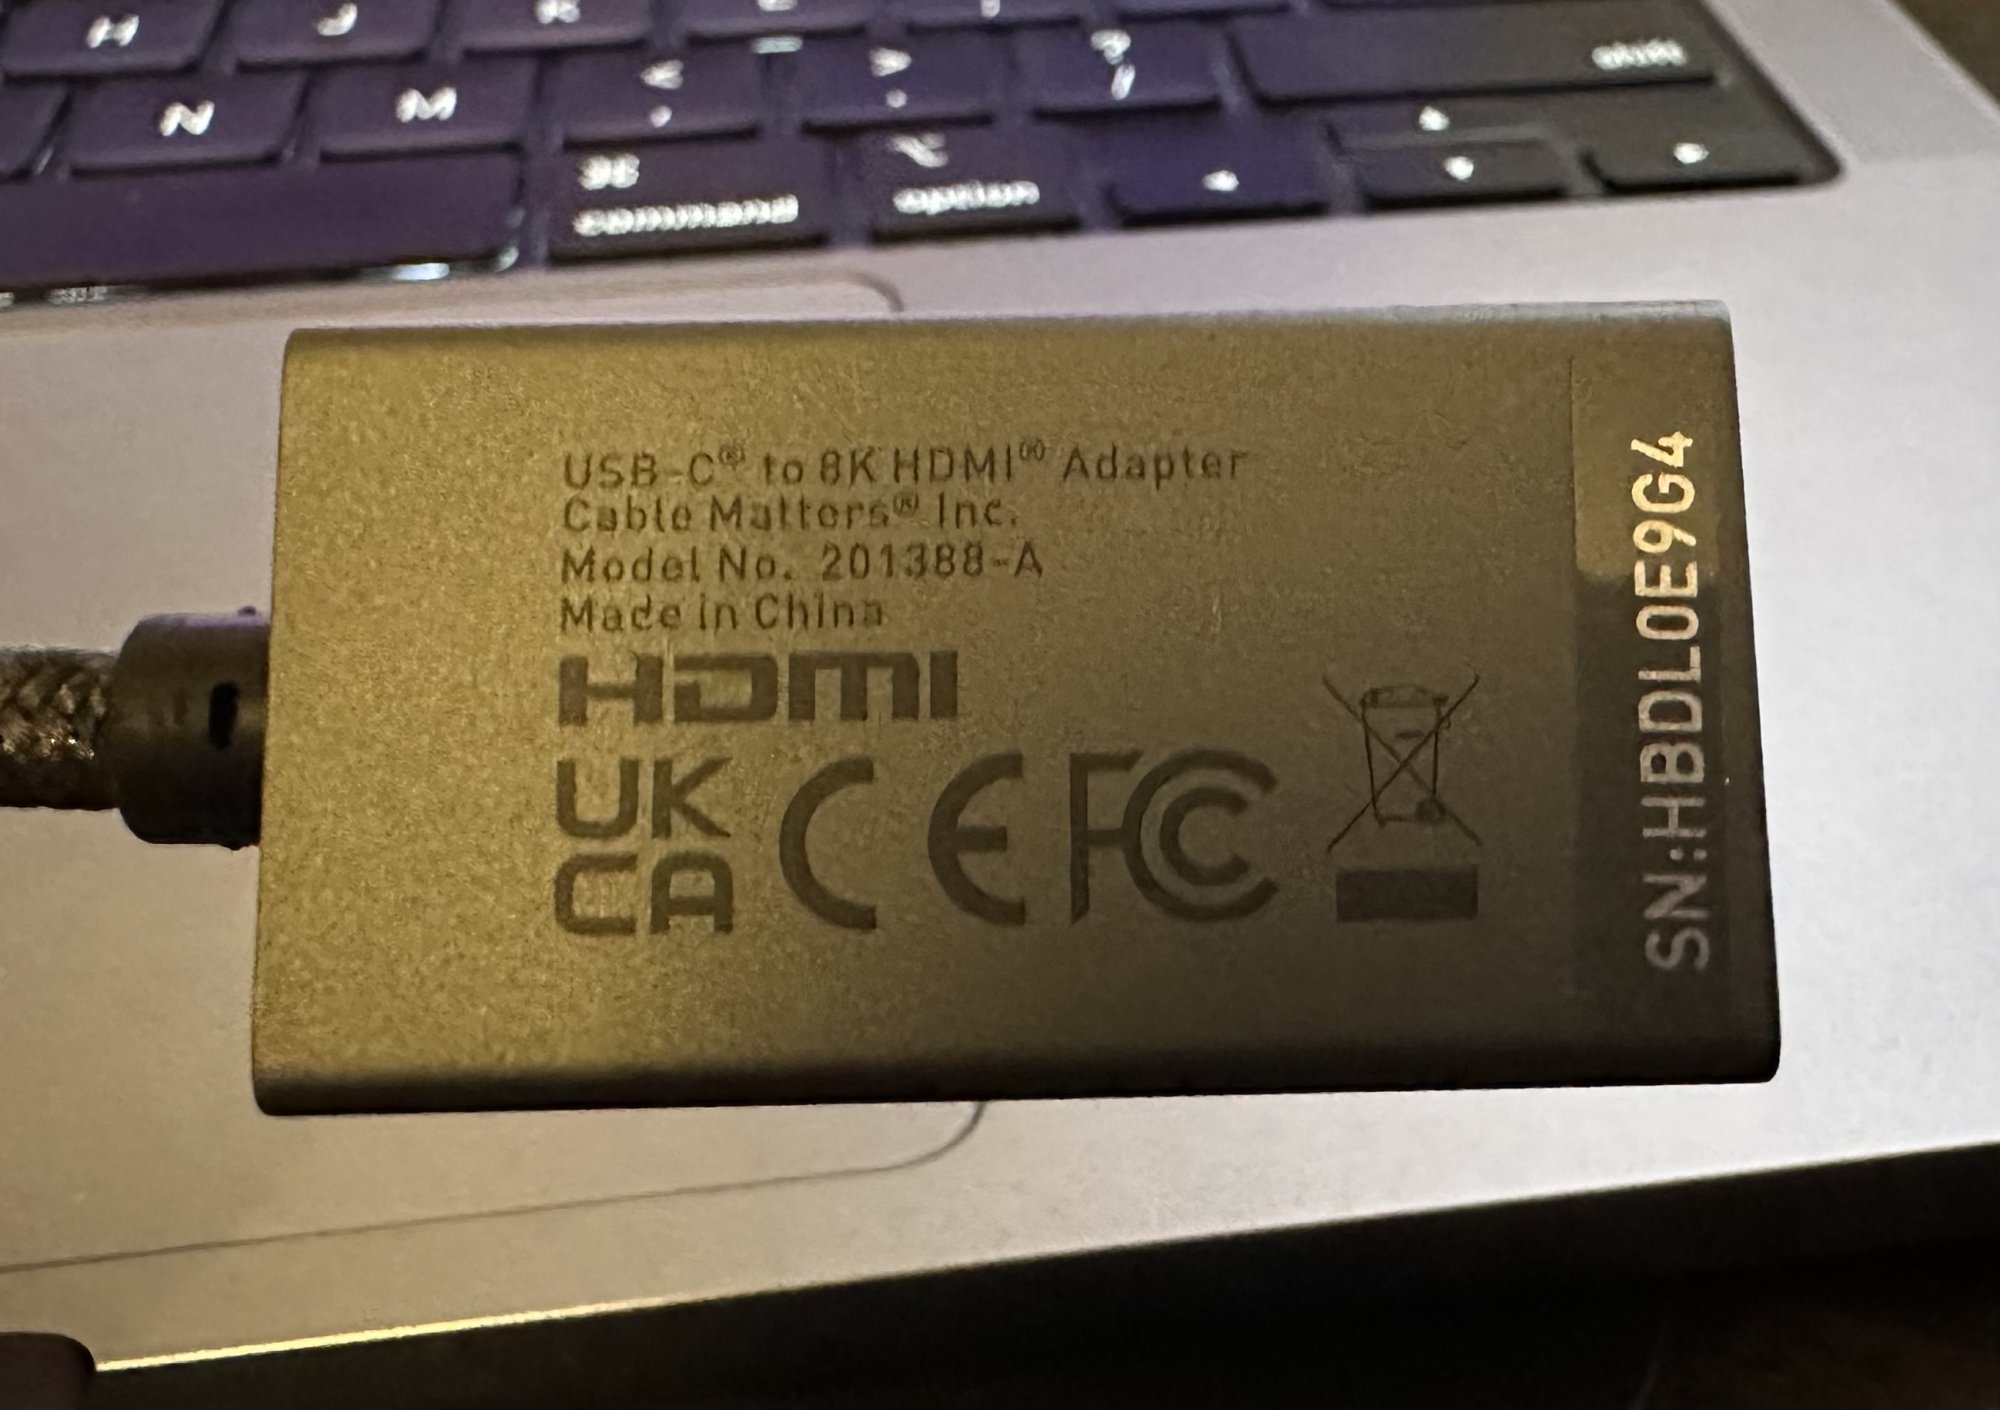 H
J
K
N
M
<
,
>
.
?
/
shift
⌘
command
⌥
option
USB-C® to 8K HDMI® Adapter
Cable Matters® Inc.
Model No. 201388-A
Made in China
HDMI
UK
CA
CE FC
SN:HBDL0E9G4